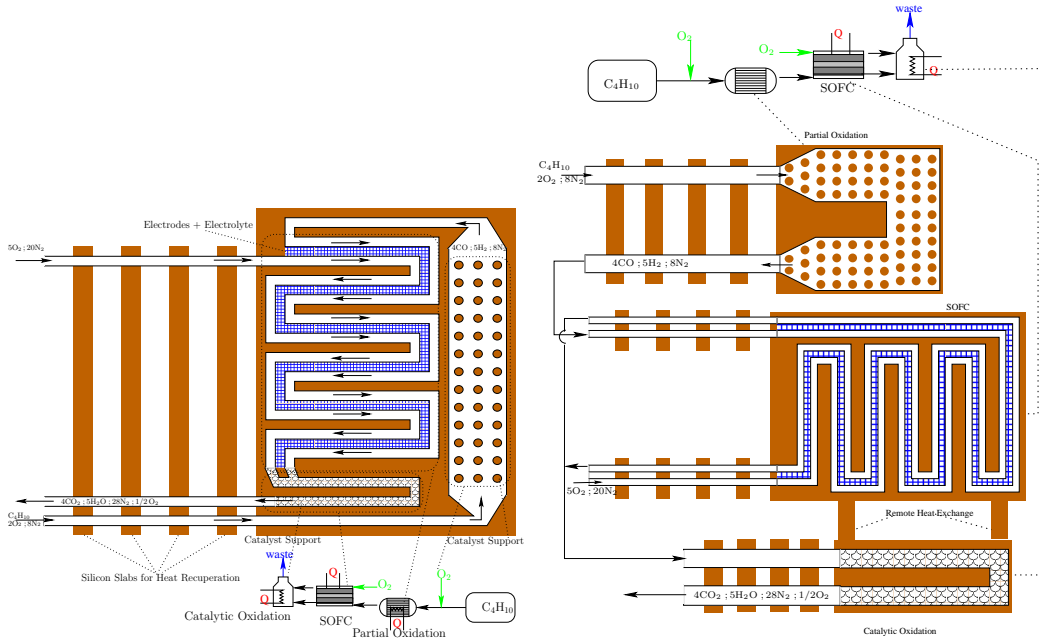 Electrodes + Electrolyte
5O₂ ; 20N₂
4CO ; 5H₂ ; 8N₂
4CO₂ ; 5H₂O ; 28N₂ ; 1/2O₂
C₄H₁₀
2O₂ ; 8N₂
Catalyst Support
Catalyst Support
Silicon Slabs for Heat Recuperation
waste
Q
Q
O₂
O₂
Catalytic Oxidation
SOFC
Q
Partial Oxidation
C₄H₁₀
waste
O₂
Q
O₂
C₄H₁₀
Q
SOFC
Partial Oxidation
C₄H₁₀
2O₂ ; 8N₂
4CO ; 5H₂ ; 8N₂
SOFC
5O₂ ; 20N₂
Remote Heat-Exchange
4CO₂ ; 5H₂O ; 28N₂ ; 1/2O₂
Catalytic Oxidation